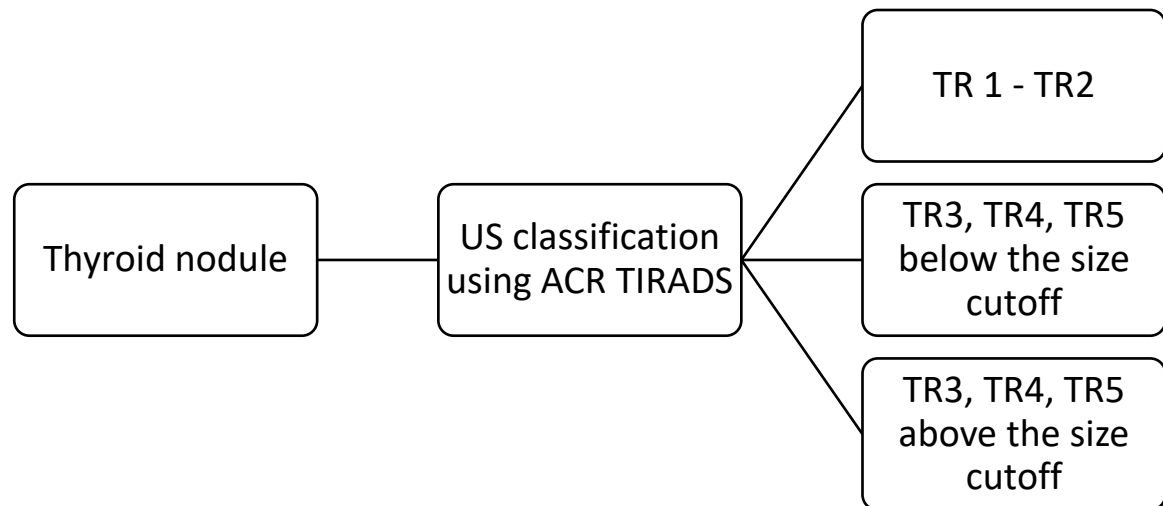 Thyroid nodule
US classification
using ACR TIRADS
TR 1 - TR2
TR3, TR4, TR5
below the size
cutoff
TR3, TR4, TR5
above the size
cutoff